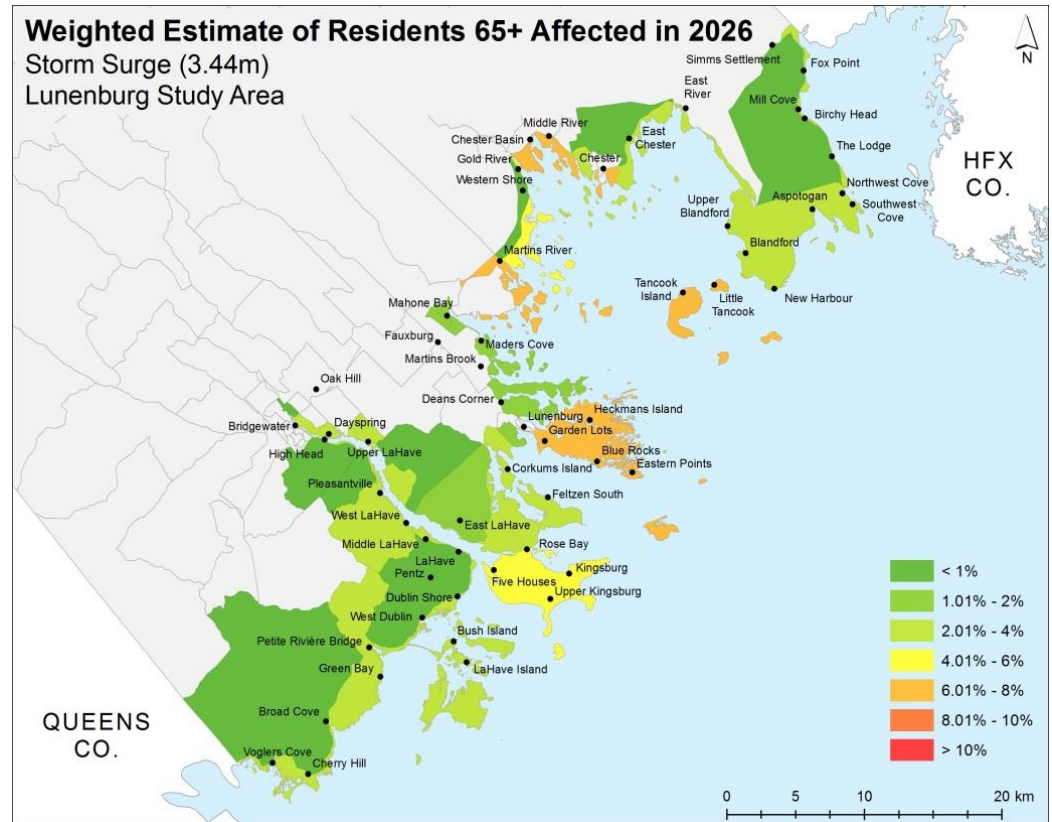 Weighted Estimate of Residents 65+ Affected in 2026
Storm Surge (3.44m)
Lunenburg Study Area
N
Simms Settlement
Fox Point
East
River
Mill Cove
Birchy Head
Middle River
Chester Basin
East
Chester
Gold River
Chester
The Lodge
Western Shore
HFX
CO.
Northwest Cove
Aspotogan
Southwest
Cove
Upper
Blandford
Blandford
Martins River
Tancook
Island
Little
Tancook
New Harbour
Mahone Bay
Fauxburg
Maders Cove
Martins Brook
Oak Hill
Deans Corner
Heckmans Island
Lunenburg
Garden Lots
Bridgewater
Dayspring
High Head
Upper LaHave
Blue Rocks
Eastern Points
Corkums Island
Pleasantville
Feltzen South
West LaHave
East LaHave
Middle LaHave
Rose Bay
LaHave
Pentz
Five Houses
Kingsburg
Upper Kingsburg
Dublin Shore
West Dublin
Bush Island
Petite Rivière Bridge
LaHave Island
Green Bay
Broad Cove
QUEENS
CO.
Voglers Cove
Cherry Hill
< 1%
1.01% - 2%
2.01% - 4%
4.01% - 6%
6.01% - 8%
8.01% - 10%
> 10%
0 5 10 20 km